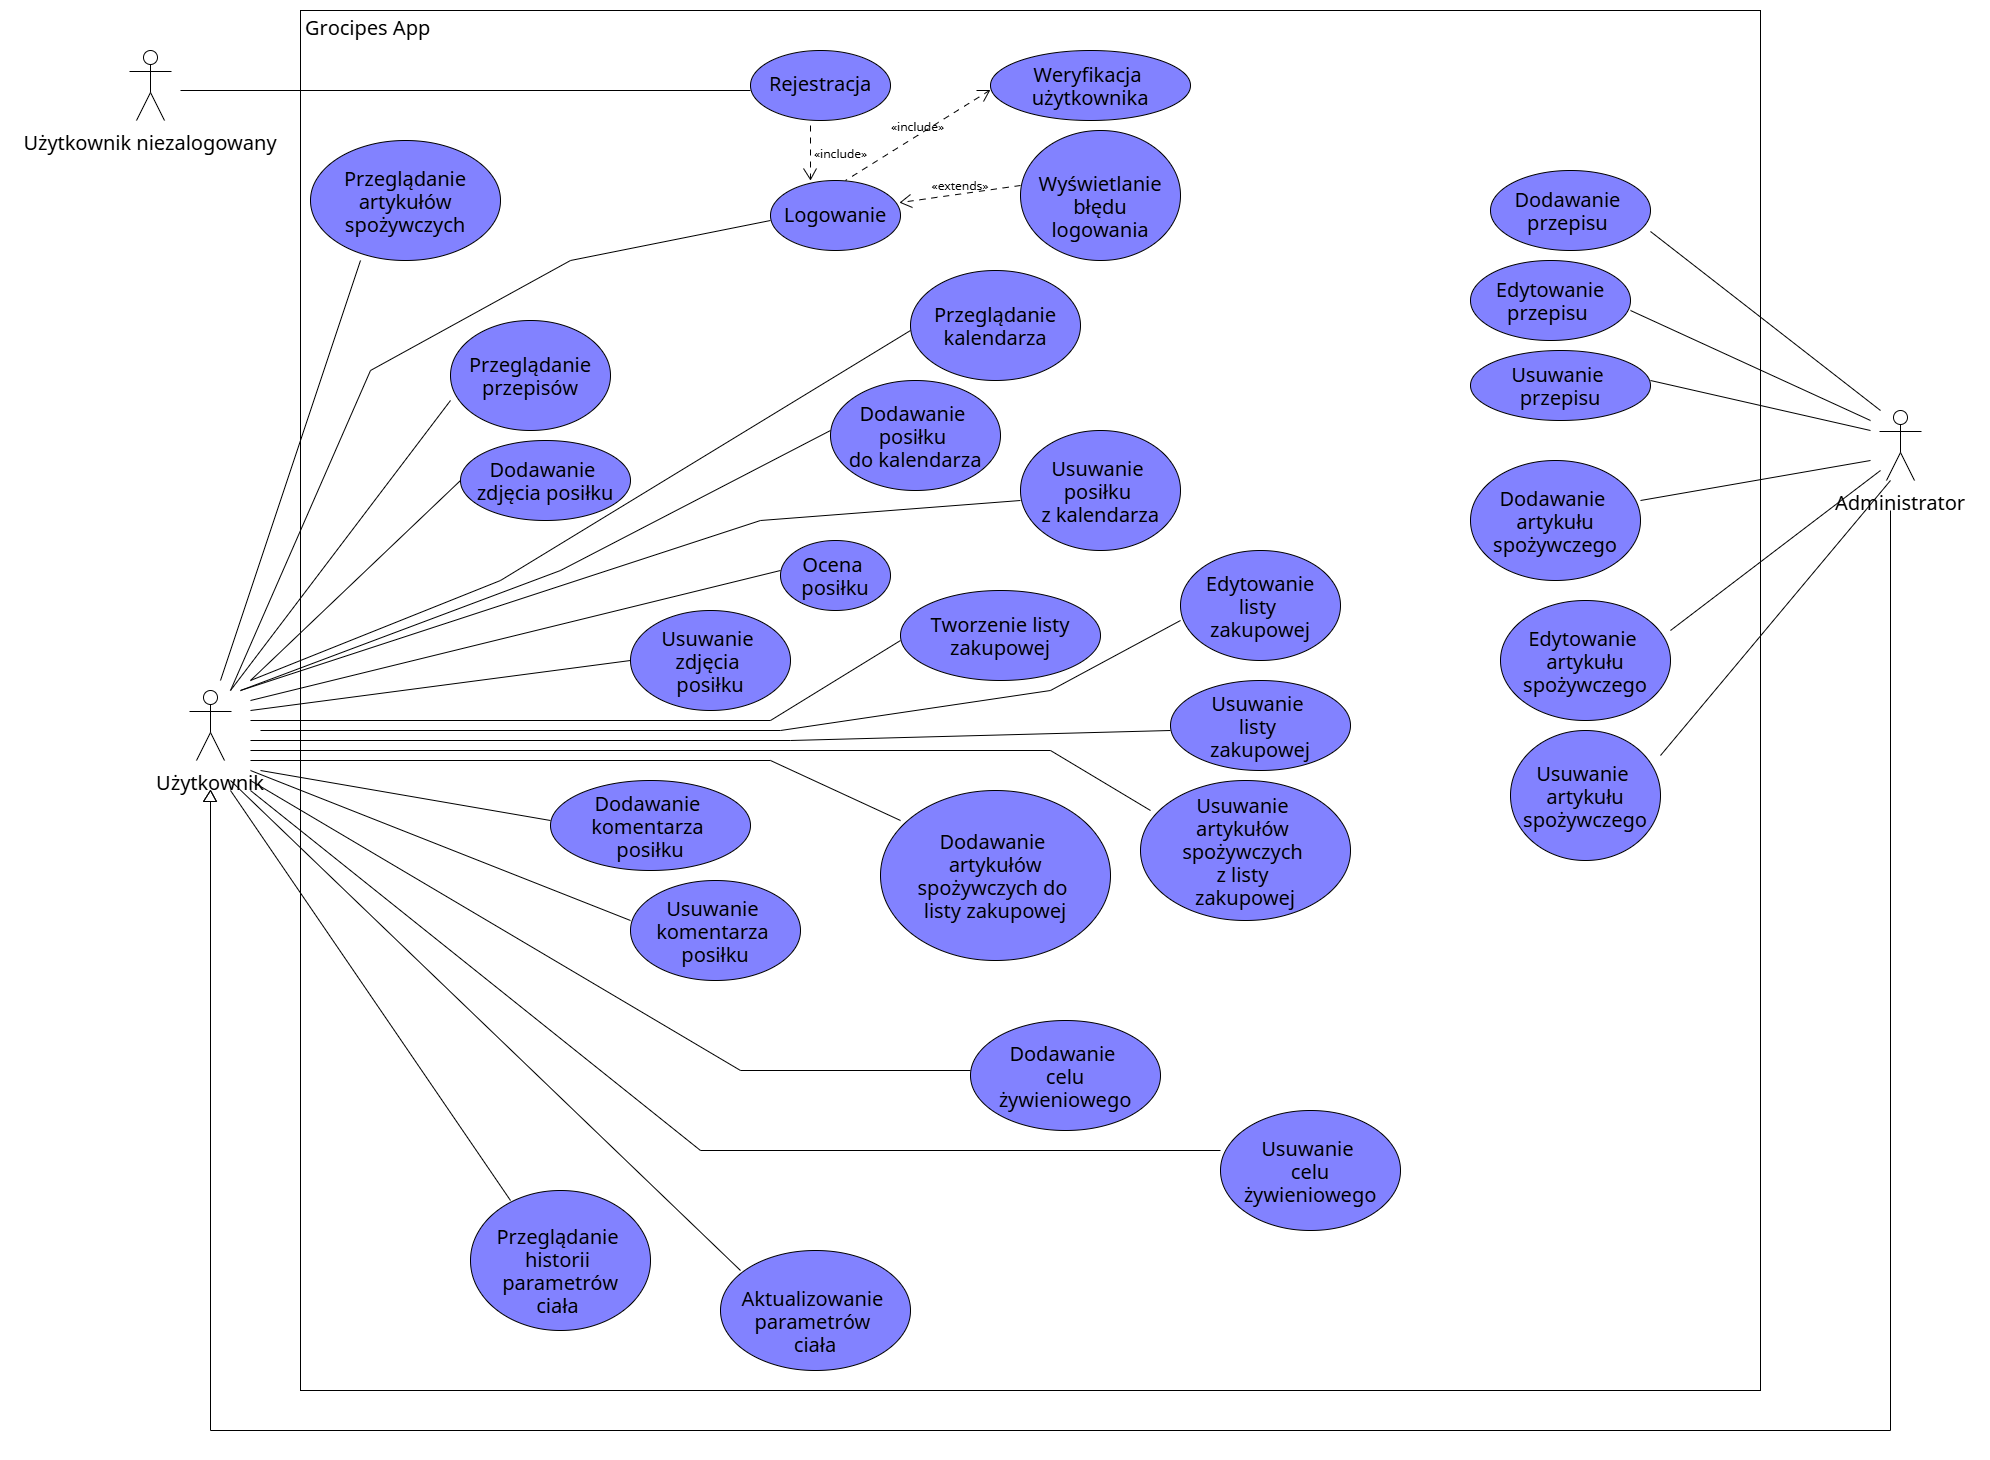 Grocipes App
Użytkownik niezalogowany
Rejestracja
Weryfikacja
użytkownika
«include»
«include»
«extends»
Logowanie
Wyświetlanie
błędu
logowania
Przeglądanie
artykułów
spożywczych
Przeglądanie
kalendarza
Przeglądanie
przepisów
Dodawanie
posiłku
do kalendarza
Dodawanie
zdjęcia posiłku
Usuwanie
posiłku
z kalendarza
Ocena
posiłku
Usuwanie
zdjęcia
posiłku
Tworzenie listy
zakupowej
Edytowanie
listy
zakupowej
Usuwanie
listy
zakupowej
Użytkownik
Dodawanie
komentarza
posiłku
Usuwanie
komentarza
posiłku
Dodawanie
artykułów
spożywczych do
listy zakupowej
Usuwanie
artykułów
spożywczych
z listy
zakupowej
Dodawanie
celu
żywieniowego
Usuwanie
celu
żywieniowego
Przeglądanie
historii
parametrów
ciała
Aktualizowanie
parametrów
ciała
Dodawanie
przepisu
Edytowanie
przepisu
Usuwanie
przepisu
Administrator
Dodawanie
artykułu
spożywczego
Edytowanie
artykułu
spożywczego
Usuwanie
artykułu
spożywczego